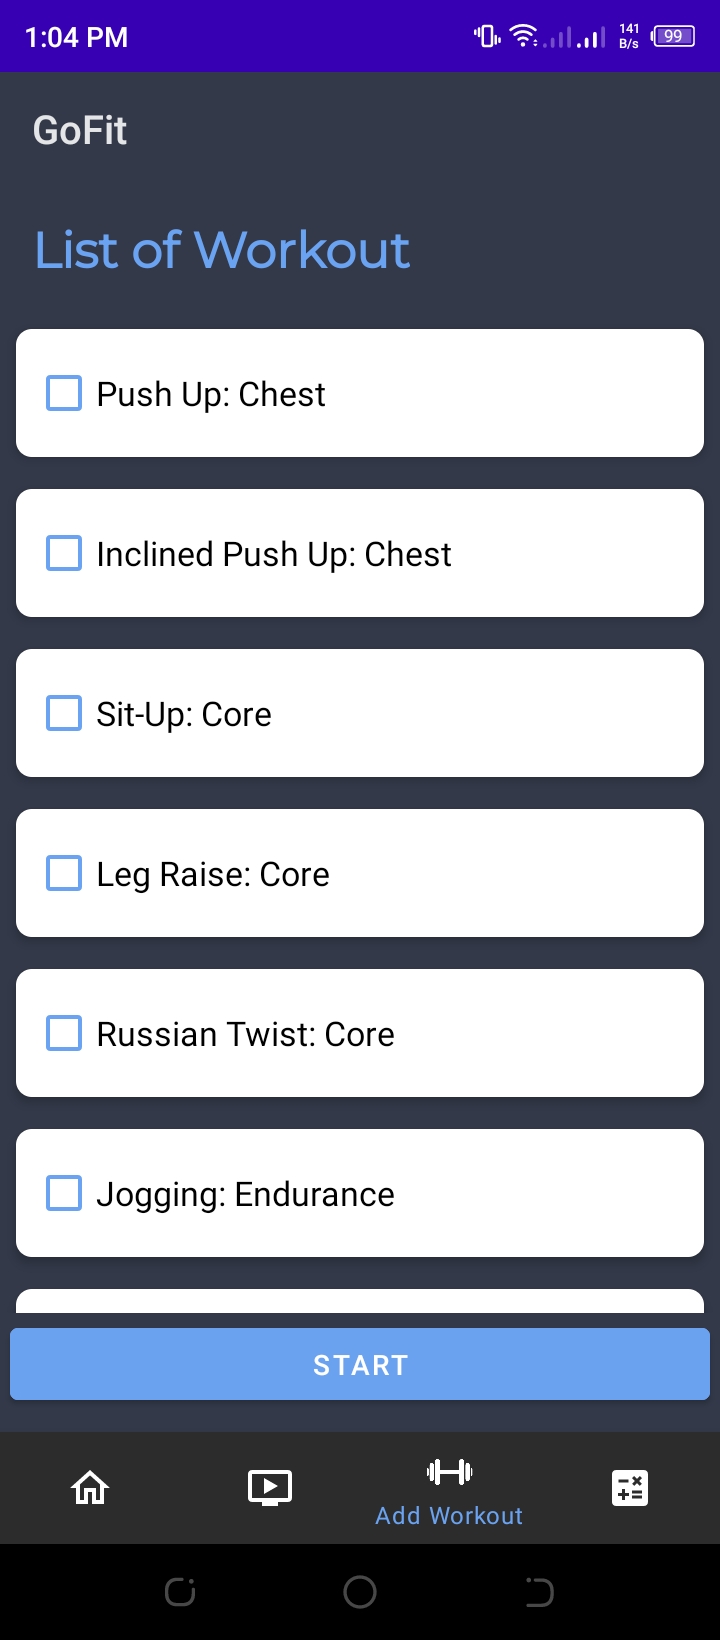 1:04 PM
141
B/s
99
GoFit
List of Workout
Push Up: Chest
Inclined Push Up: Chest
Sit-Up: Core
Leg Raise: Core
Russian Twist: Core
Jogging: Endurance
START
Add Workout